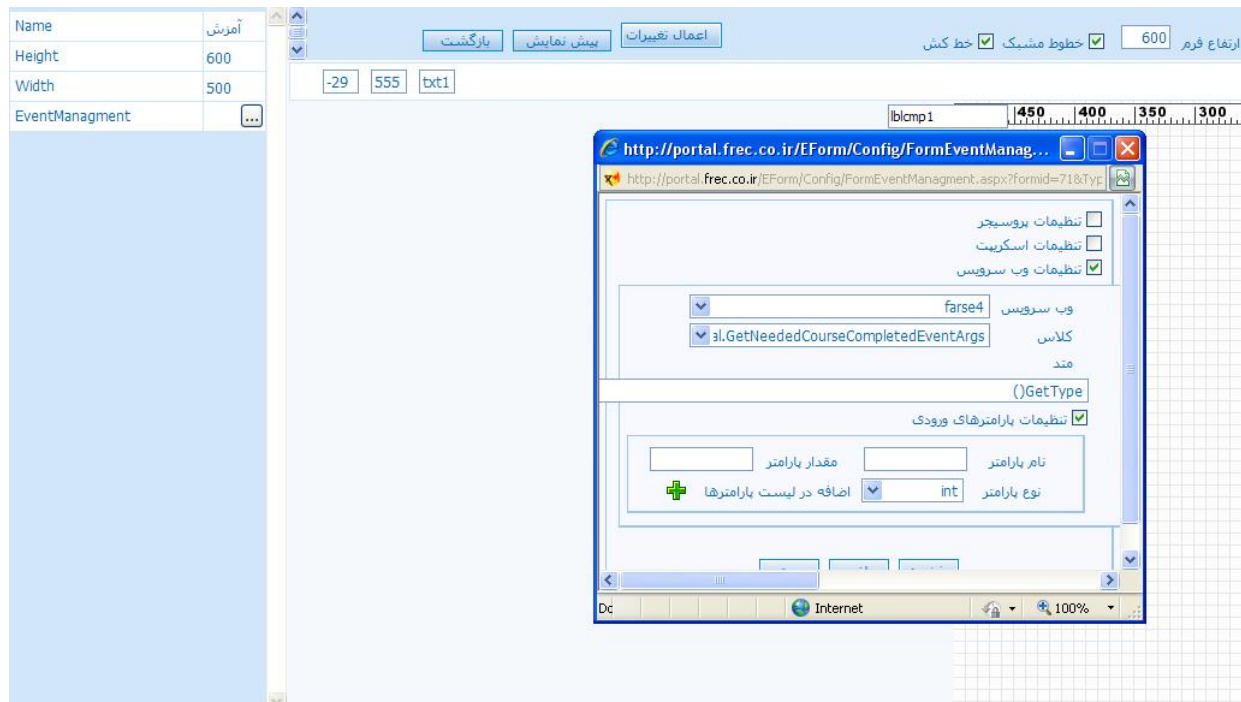 Name آمزش
Height 600
Width 500
EventManagment ...
ارتفاع فرم 600 خطوط مشبک خط کش اعمال تغییرات پیش نمایش بازگشت
-29 555 txt1
lblcmp1 450 400 350 300
http://portal.frec.co.ir/EForm/Config/FormEventManag...
http://portal.frec.co.ir/EForm/Config/FormEventManagment.aspx?formid=71&Typ
تنظیمات پروسیجر
تنظیمات اسکریپت
تنظیمات وب سرویس
وب سرویس farse4
کلاس al.GetNeededCourseCompletedEventArgs
متد
()GetType
تنظیمات پارامترهای ورودی
نام پارامتر مقدار پارامتر
نوع پارامتر int اضافه در لیست پارامترها
Internet 100%